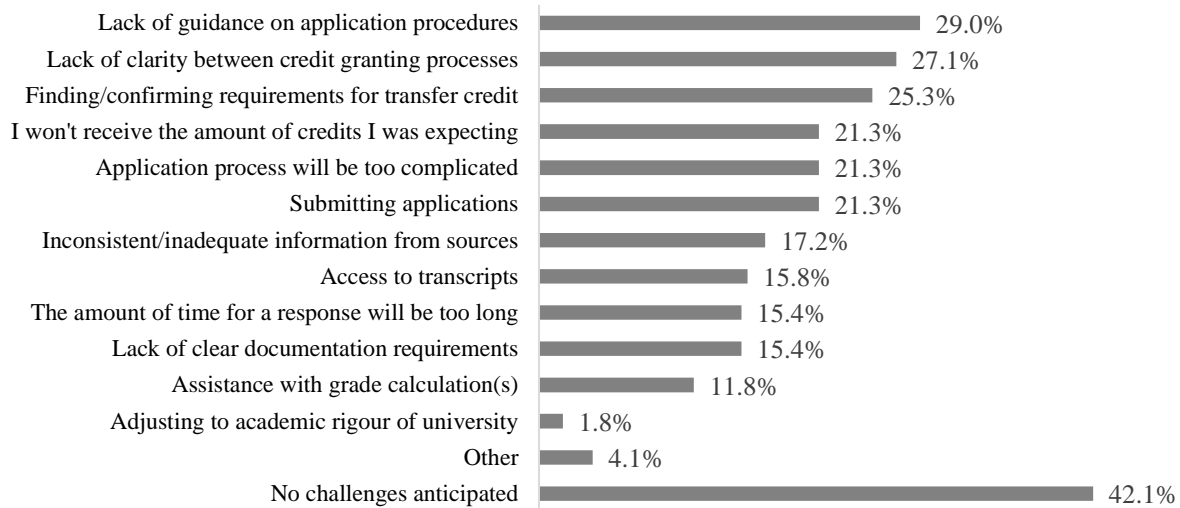 Lack of guidance on application procedures 29.0%
Lack of clarity between credit granting processes 27.1%
Finding/confirming requirements for transfer credit 25.3%
I won't receive the amount of credits I was expecting 21.3%
Application process will be too complicated 21.3%
Submitting applications 21.3%
Inconsistent/inadequate information from sources 17.2%
Access to transcripts 15.8%
The amount of time for a response will be too long 15.4%
Lack of clear documentation requirements 15.4%
Assistance with grade calculation(s) 11.8%
Adjusting to academic rigour of university 1.8%
Other 4.1%
No challenges anticipated 42.1%